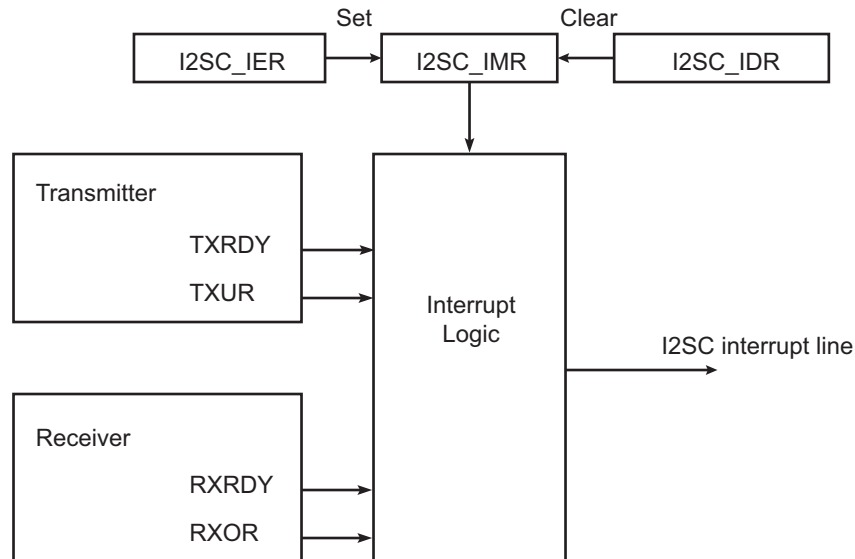 Set
Clear
I2SC_IER
I2SC_IMR
I2SC_IDR
Transmitter
TXRDY
TXUR
Interrupt
Logic
I2SC interrupt line
Receiver
RXRDY
RXOR